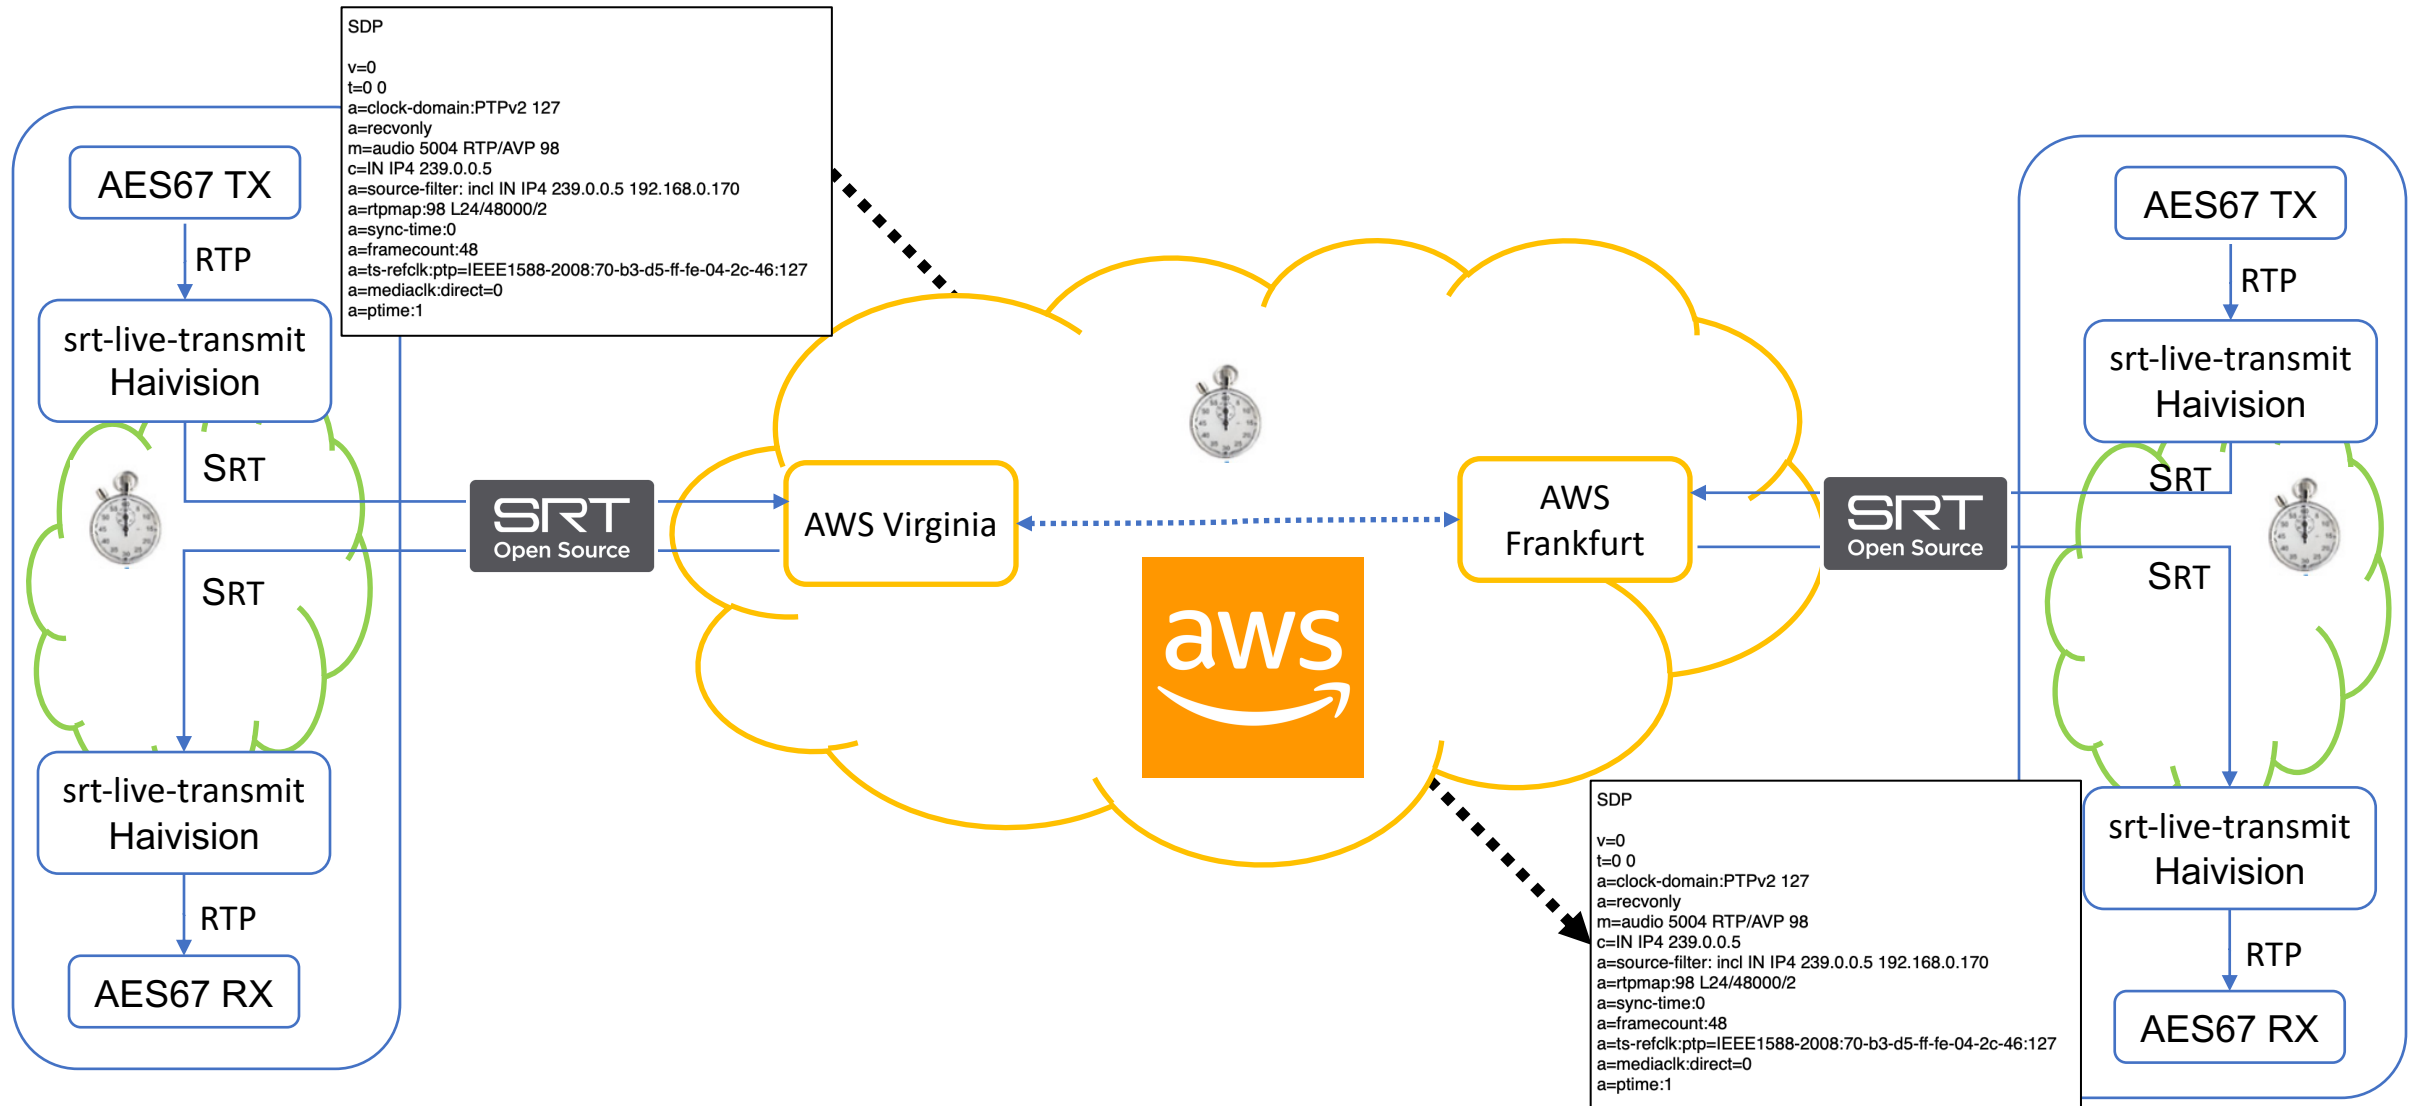 SDP
v=0
t=0 0
a=clock-domain:PTPv2 127
a=recvonly
m=audio 5004 RTP/AVP 98
c=IN IP4 239.0.0.5
a=source-filter: incl IN IP4 239.0.0.5 192.168.0.170
a=rtpmap:98 L24/48000/2
a=sync-time:0
a=framecount:48
a=ts-refclk:ptp=IEEE1588-2008:70-b3-d5-ff-fe-04-2c-46:127
a=mediaclk:direct=0
a=ptime:1
AES67 TX
RTP
srt-live-transmit
Haivision
SRT
SRT
srt-live-transmit
Haivision
RTP
AES67 RX
SRT
Open Source
AWS Virginia
AWS
Frankfurt
aws
SRT
Open Source
AES67 TX
RTP
srt-live-transmit
Haivision
SRT
SRT
srt-live-transmit
Haivision
RTP
AES67 RX
SDP
v=0
t=0 0
a=clock-domain:PTPv2 127
a=recvonly
m=audio 5004 RTP/AVP 98
c=IN IP4 239.0.0.5
a=source-filter: incl IN IP4 239.0.0.5 192.168.0.170
a=rtpmap:98 L24/48000/2
a=sync-time:0
a=framecount:48
a=ts-refclk:ptp=IEEE1588-2008:70-b3-d5-ff-fe-04-2c-46:127
a=mediaclk:direct=0
a=ptime:1